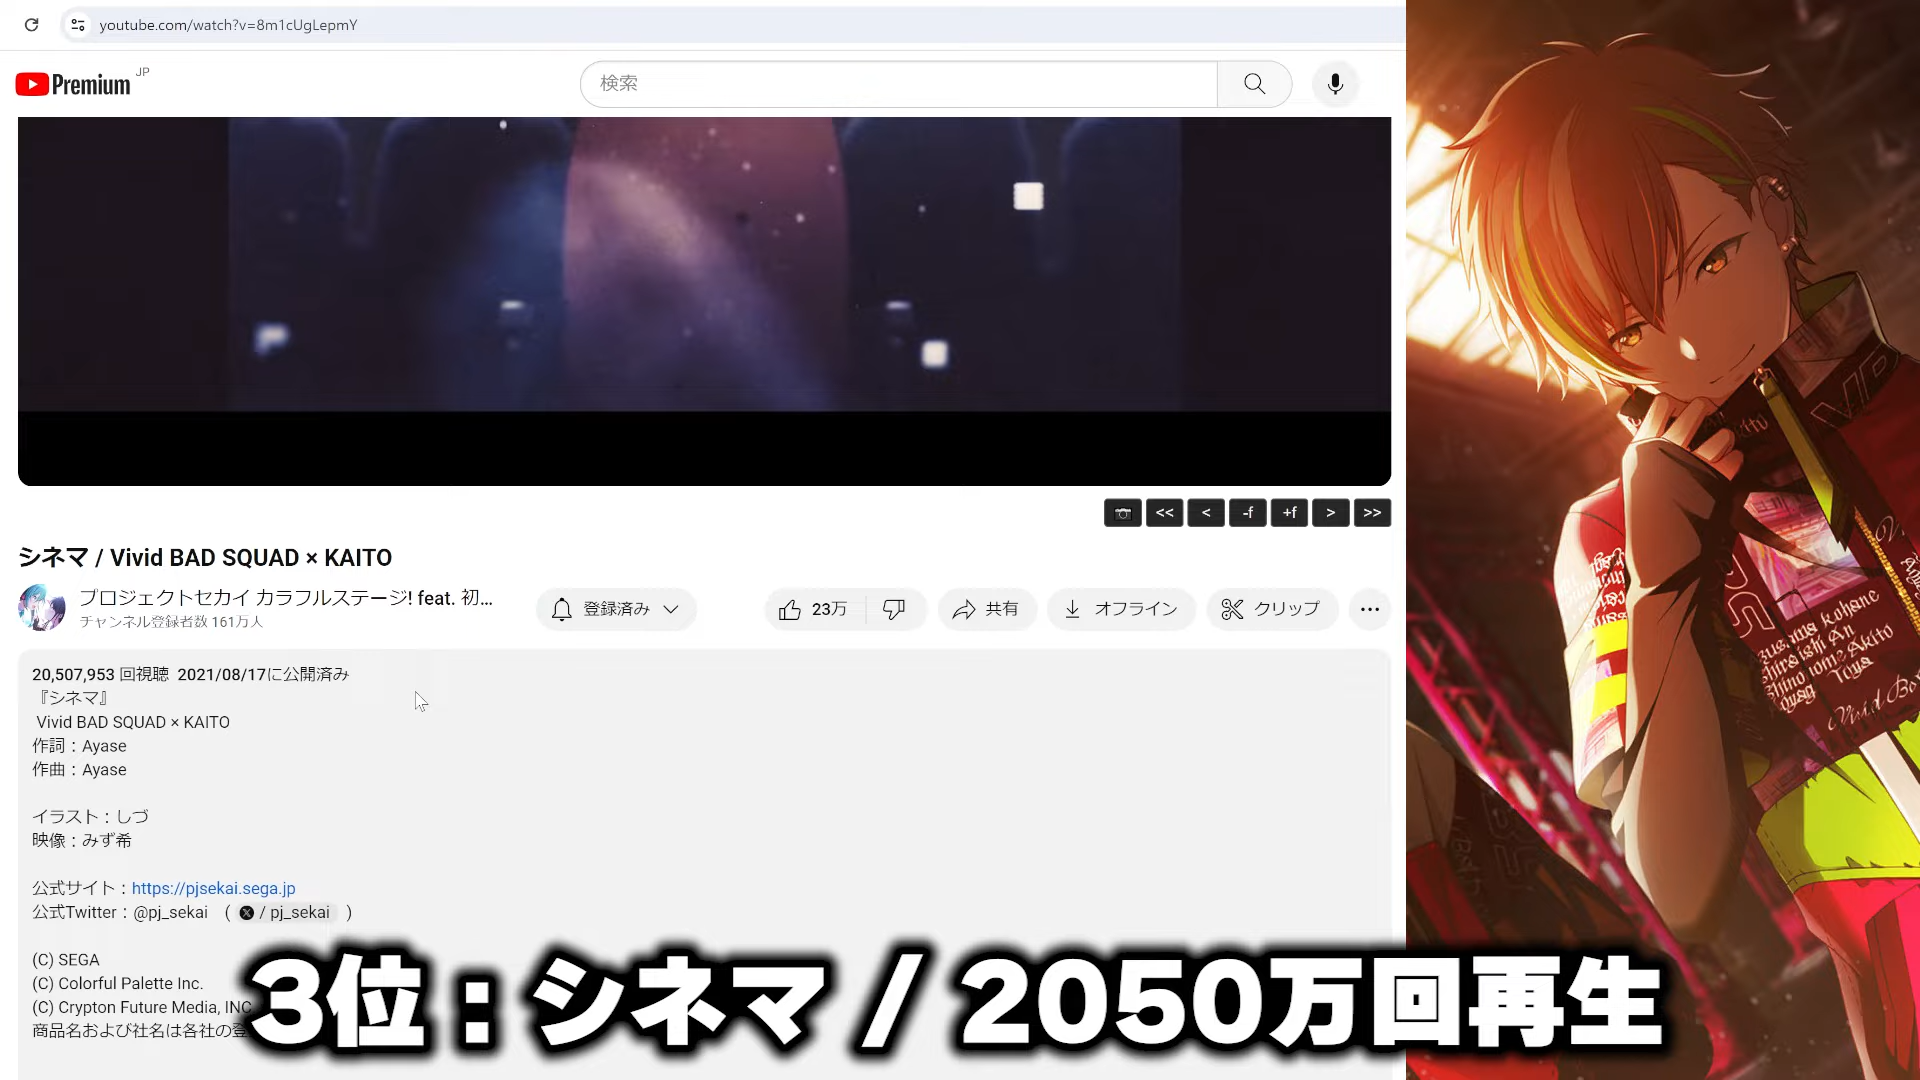 youtube.com/watch?v=8m1cUgLepmY
Premium JP
検索
<< < -f +f > >>
シネマ / Vivid BAD SQUAD × KAITO
プロジェクトセカイ カラフルステージ! feat. 初...
チャンネル登録者数 161万人
登録済み
23万
共有
オフライン
クリップ
20,507,953 回視聴 2021/08/17に公開済み
『シネマ』
Vivid BAD SQUAD × KAITO
作詞：Ayase
作曲：Ayase
イラスト：しづ
映像：みず希
公式サイト：https://pjsekai.sega.jp
公式Twitter：@pj_sekai ( / pj_sekai )
(C) SEGA
(C) Colorful Palette Inc.
(C) Crypton Future Media, INC
商品名および社名は各社の登
3位：シネマ / 2050万回再生